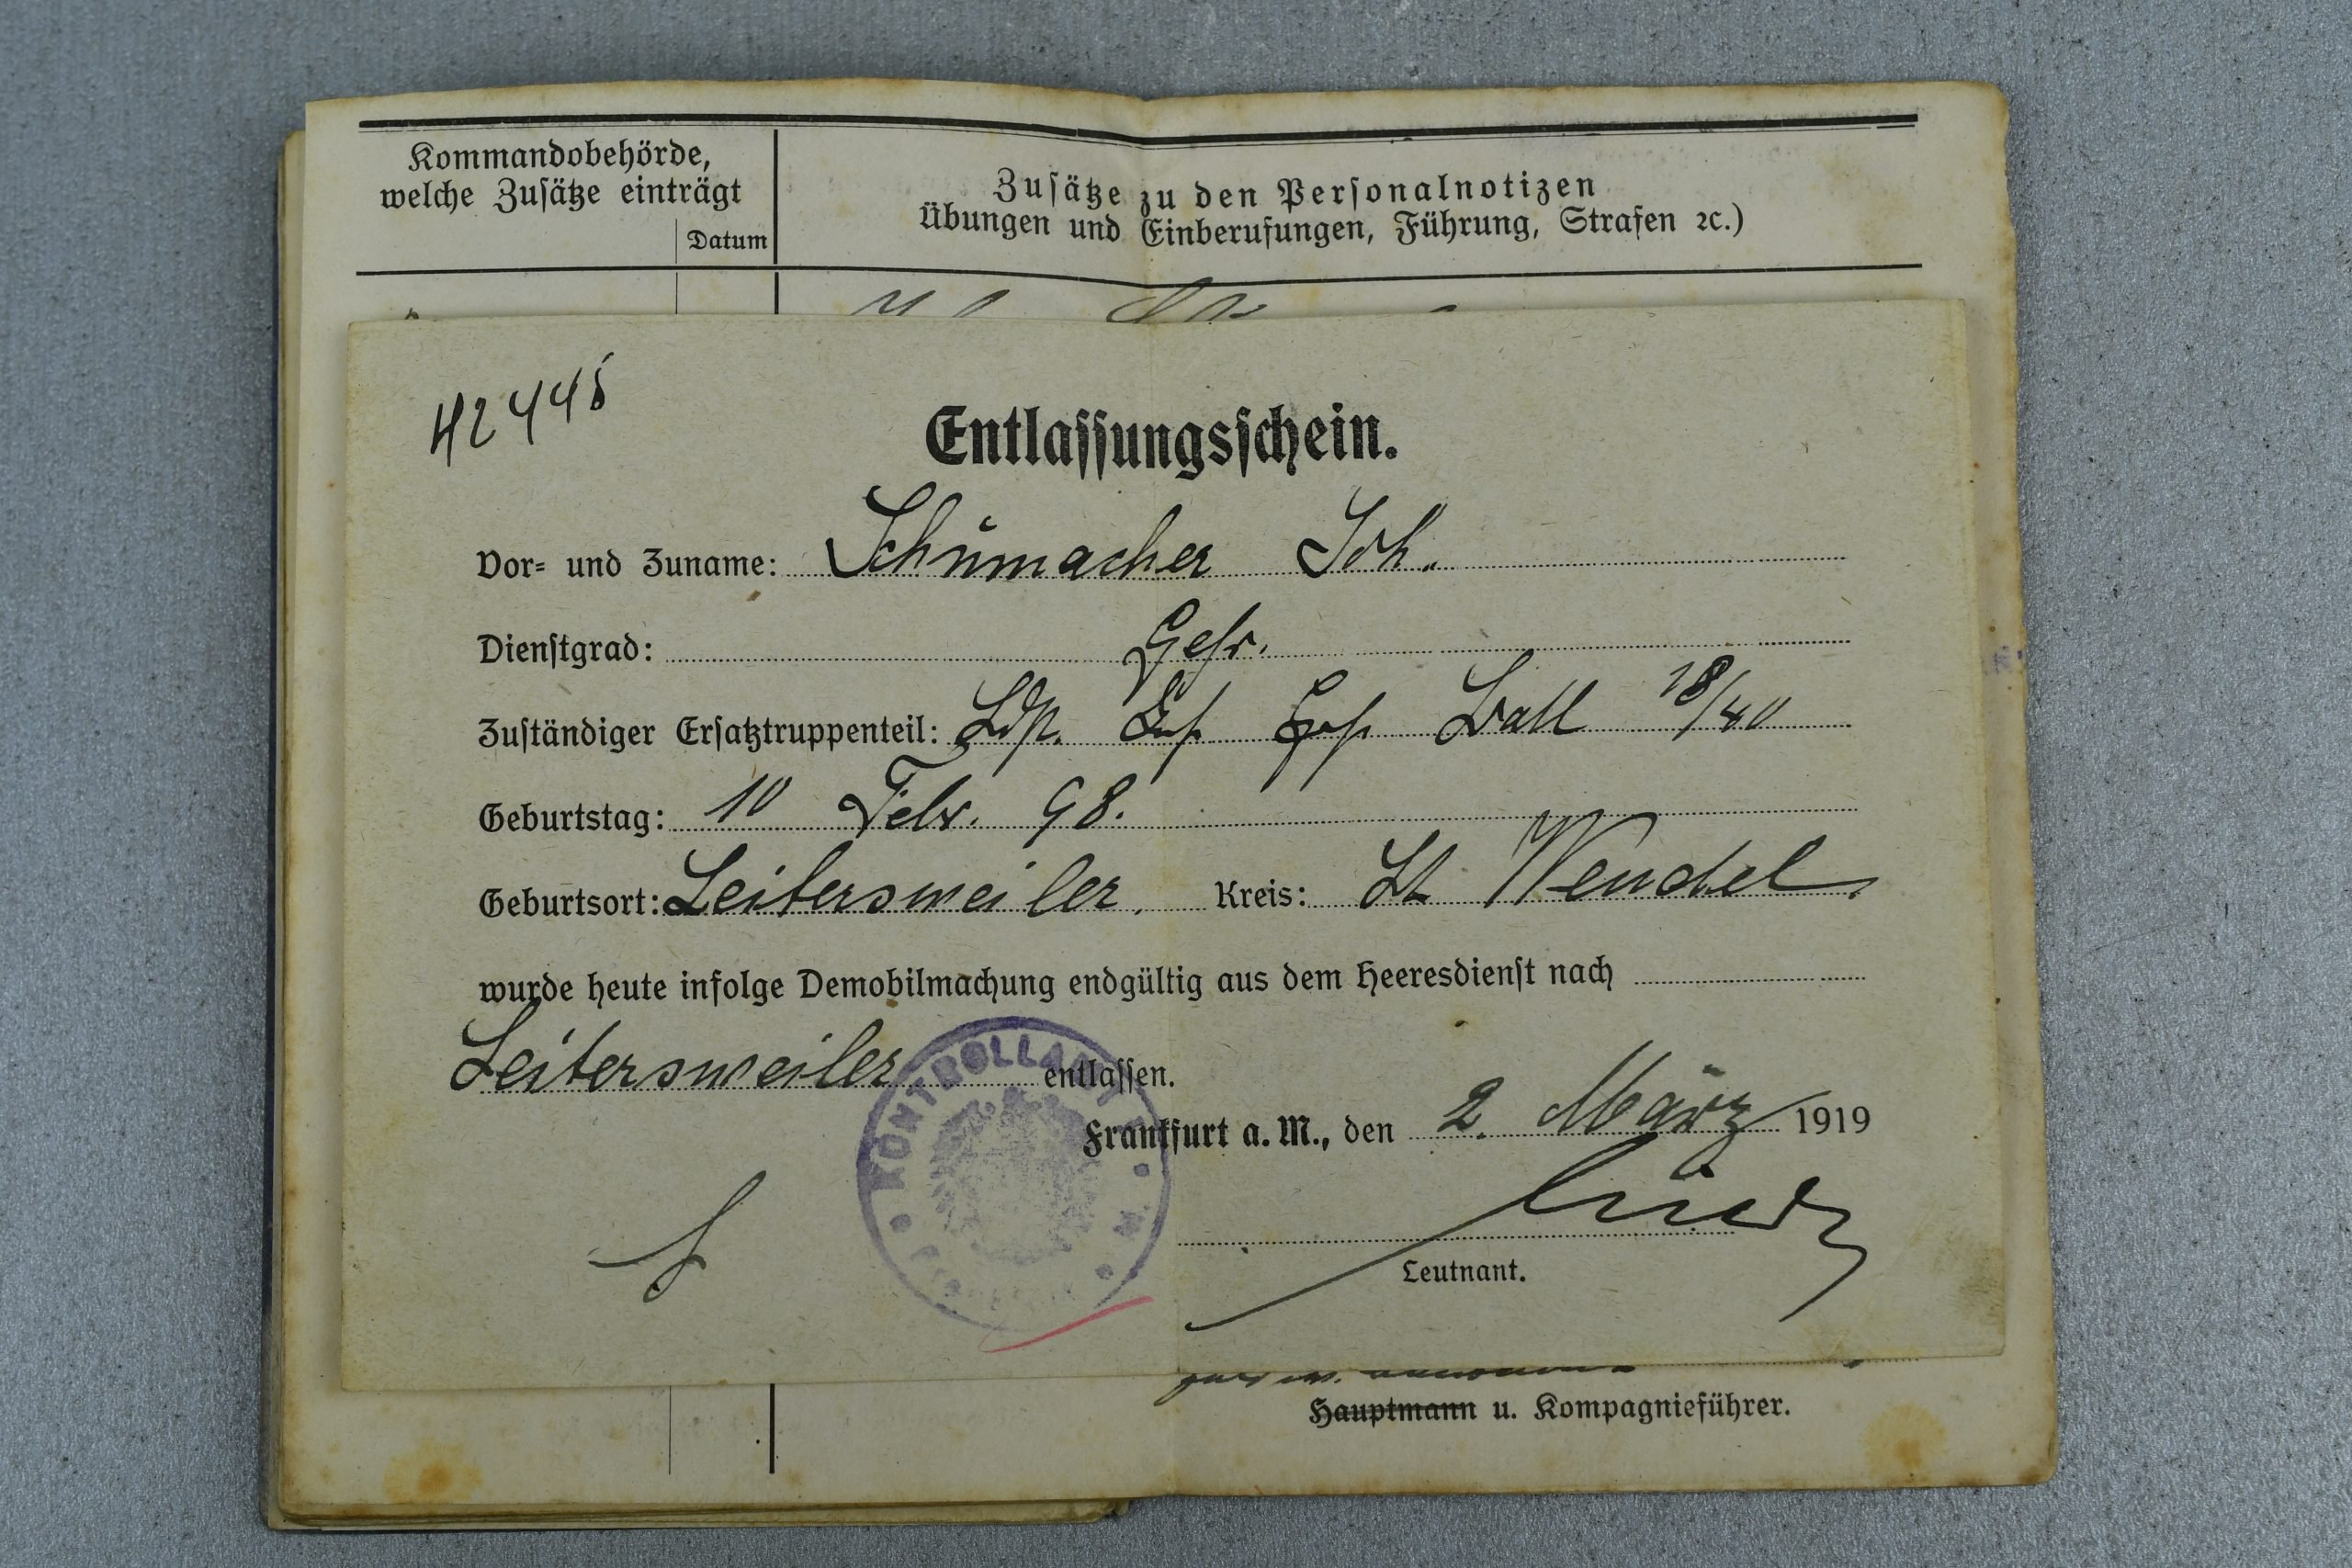 Kommandobehörde,
welche Zusätze einträgt
Datum
Zusätze zu den Personalnotizen
Übungen und Einberufungen, Führung, Strafen ꝛc.)
42445
Entlassungsschein.
Vor- und Zuname: Schumacher Joh.
Dienstgrad: Gefr.
Zuständiger Ersatztruppenteil: Ldst. Inf. Batl 18/40
Geburtstag: 10 Febr. 98.
Geburtsort: Leitersweiler. Kreis: St. Wendel.
wurde heute infolge Demobilmachung endgültig aus dem Heeresdienst nach
Leitersweiler entlassen.
KONTROLLAMT
Frankfurt a. M., den 2. März 1919
Leutnant.
Hauptmann u. Kompagnieführer.